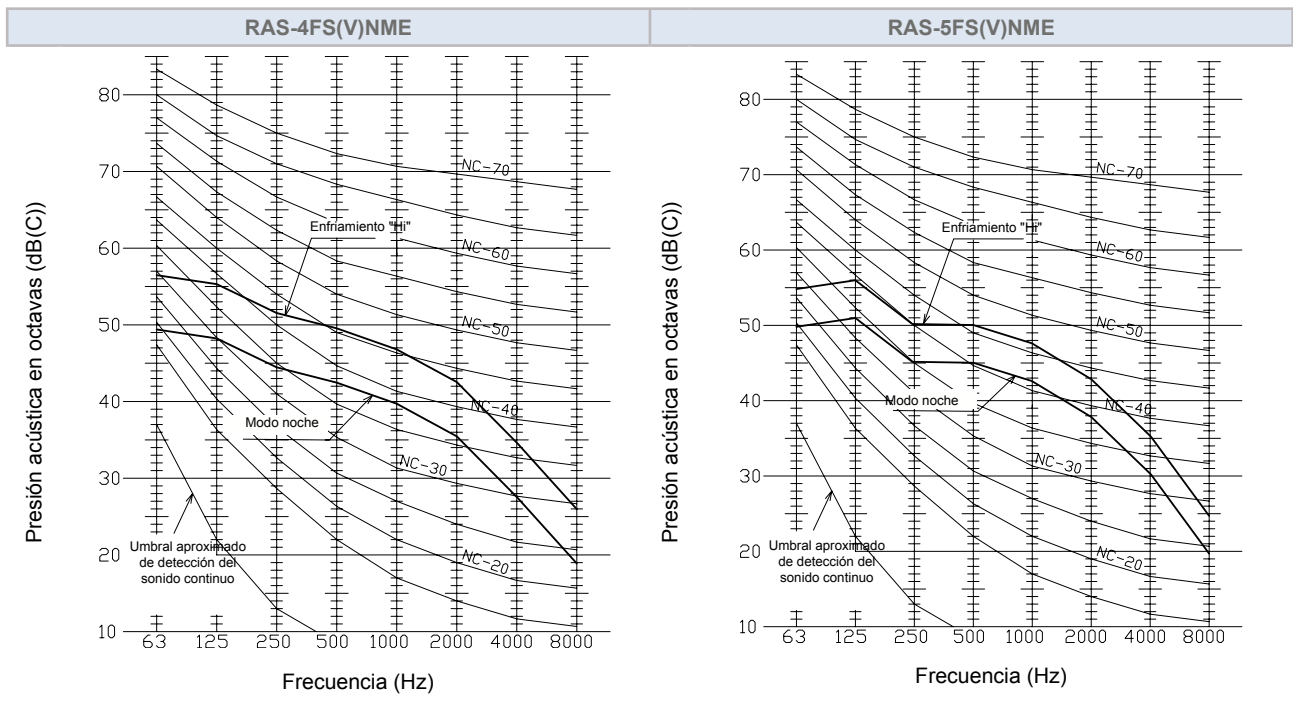 RAS-4FS(V)NME
RAS-5FS(V)NME
Presión acústica en octavas (dB(C))
80
70
60
50
40
30
20
10
NC-70
NC-60
NC-50
NC-40
NC-30
NC-20
Enfriamiento "Hi"
Modo noche
Umbral aproximado
de detección del
sonido continuo
63 125 250 500 1000 2000 4000 8000
Frecuencia (Hz)
Presión acústica en octavas (dB(C))
80
70
60
50
40
30
20
10
NC-70
NC-60
NC-50
NC-40
NC-30
NC-20
Enfriamiento "Hi"
Modo noche
Umbral aproximado
de detección del
sonido continuo
63 125 250 500 1000 2000 4000 8000
Frecuencia (Hz)